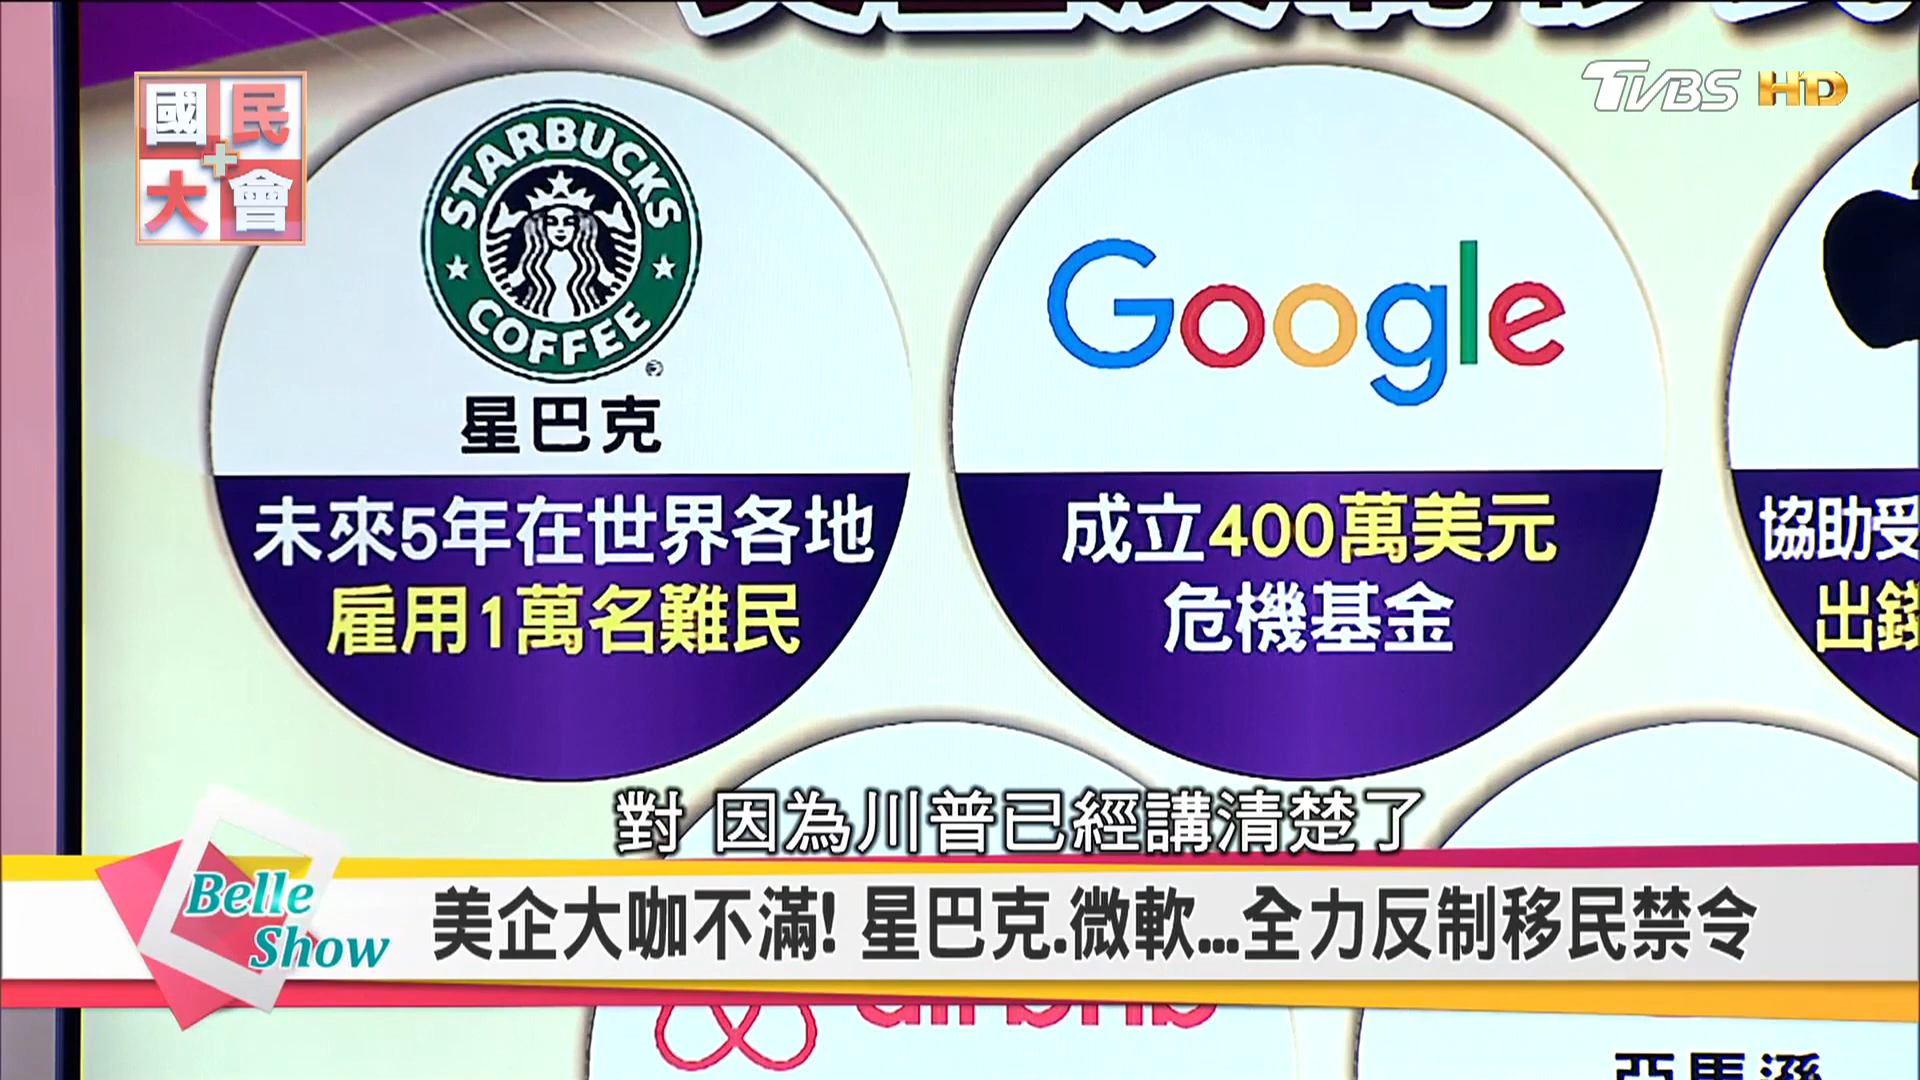 國民
大會
TVBS HD
STARBUCKS
COFFEE
星巴克
未來5年在世界各地
雇用1萬名難民
Google
成立400萬美元
危機基金
協助受
出錢
對 因為川普已經講清楚了
Belle
Show
美企大咖不滿! 星巴克.微軟...全力反制移民禁令
airbnb
亞馬遜